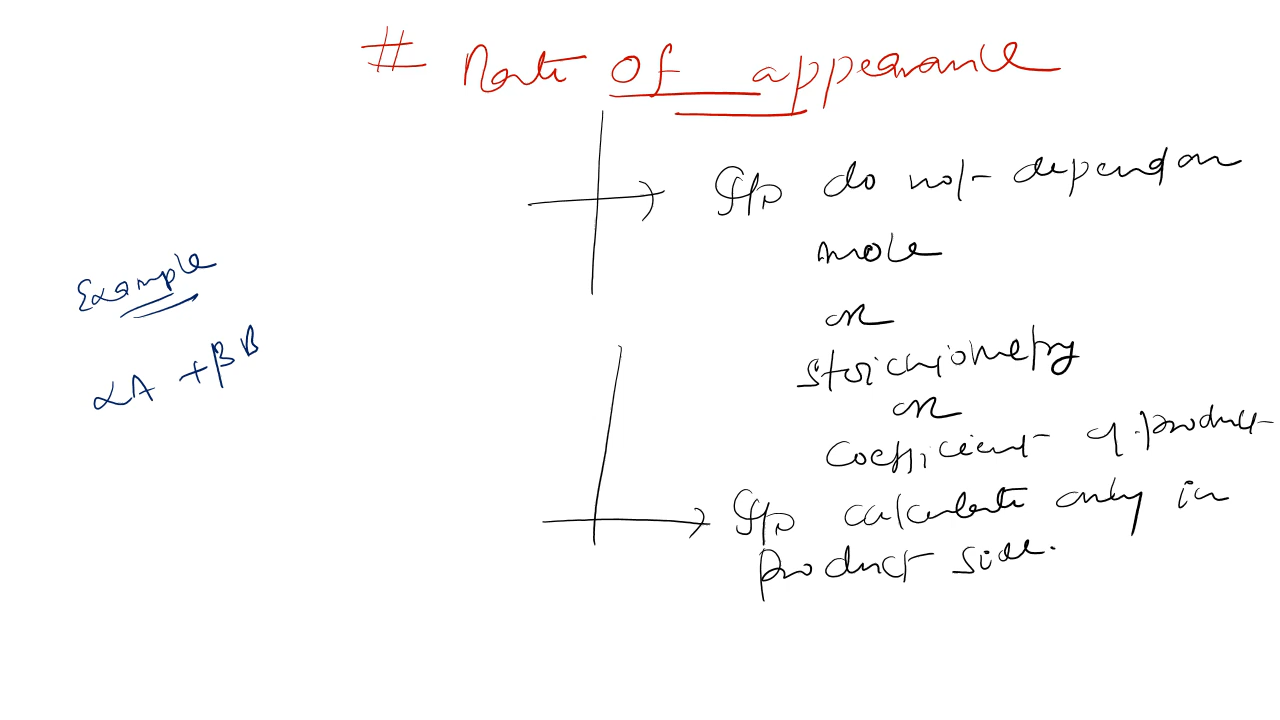 # Rate of appearance
It's do not depend on
mole
or
stoichiometry
or
coefficient of product
It's calculate only in
product side.
Example
αA + βB